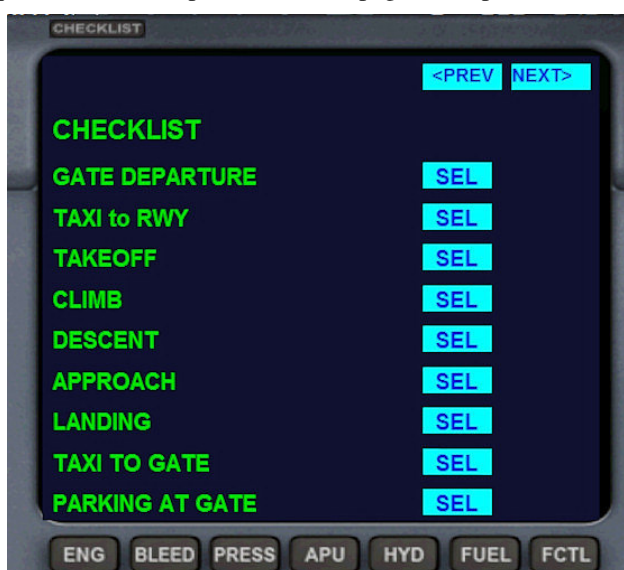 CHECKLIST
<PREV NEXT>
CHECKLIST
GATE DEPARTURE SEL
TAXI to RWY SEL
TAKEOFF SEL
CLIMB SEL
DESCENT SEL
APPROACH SEL
LANDING SEL
TAXI TO GATE SEL
PARKING AT GATE SEL
ENG BLEED PRESS APU HYD FUEL FCTL